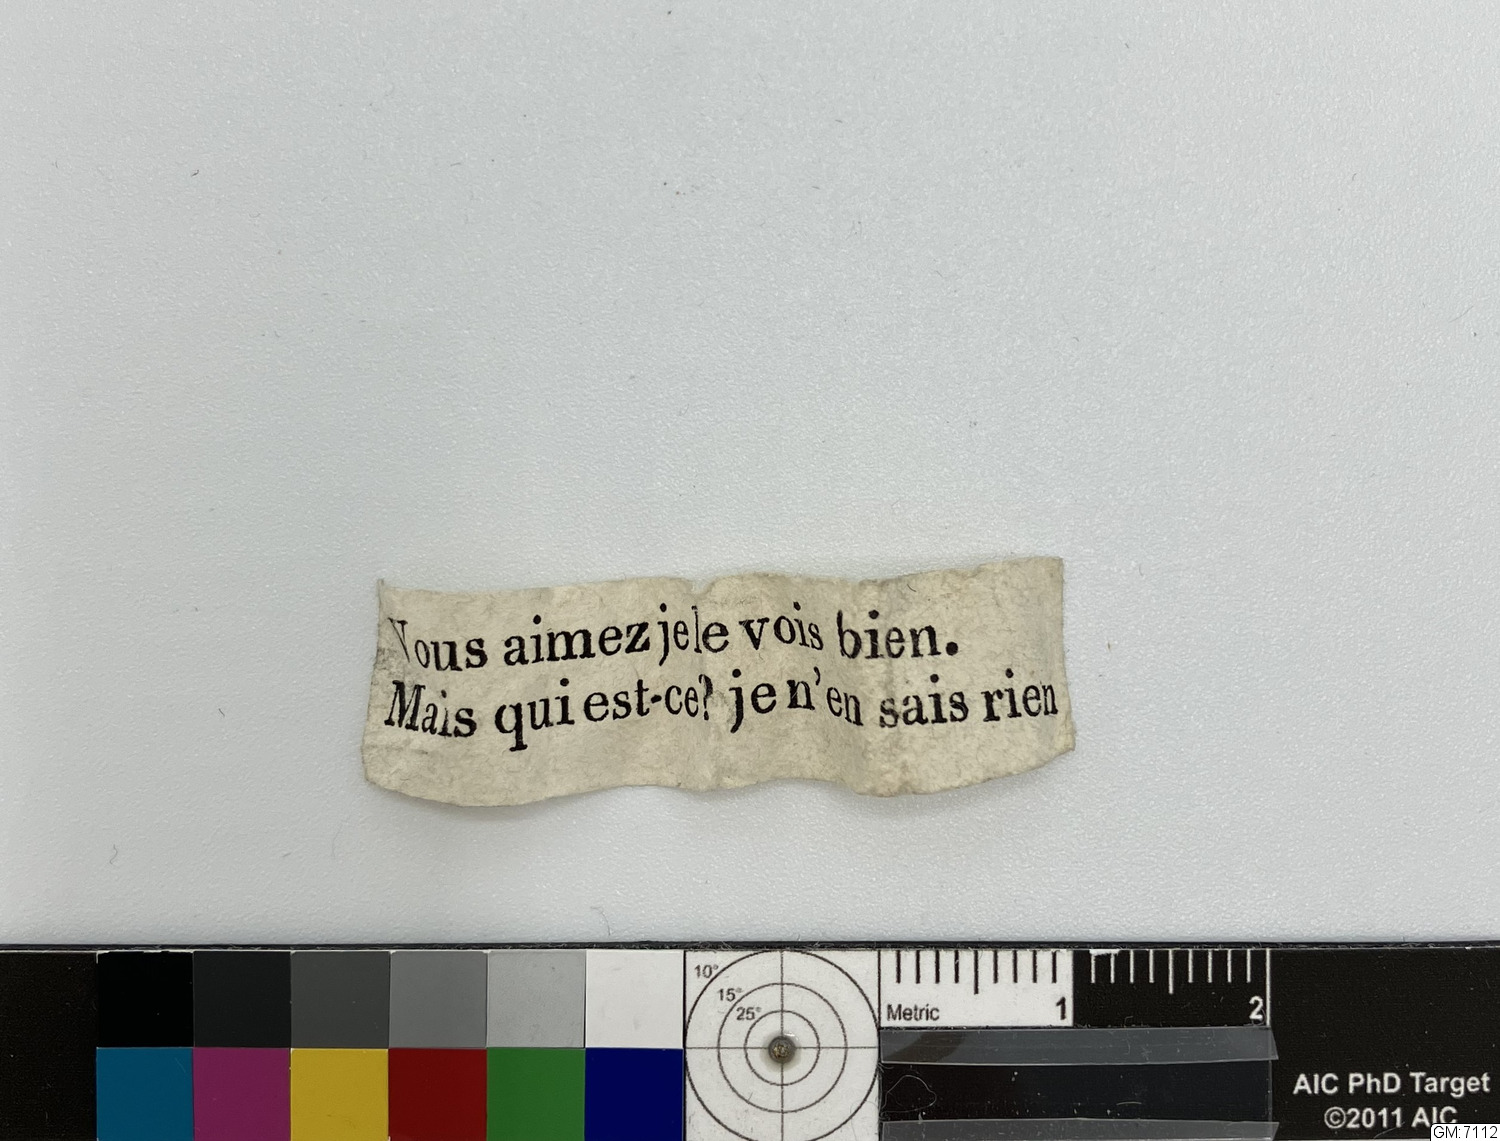 Vous aimez je le vois bien.
Mais qui est-ce? je n'en sais rien
10° 15° 25°
Metric 1 2
AIC PhD Target
©2011 AIC
GM:7112